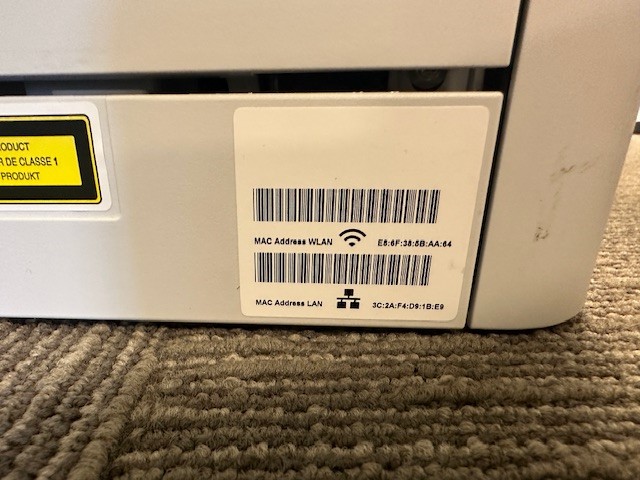 ODUCT
R DE CLASSE 1
PRODUKT
MAC Address WLAN E8:6F:38:5B:AA:64
MAC Address LAN 3C:2A:F4:D9:1B:E9